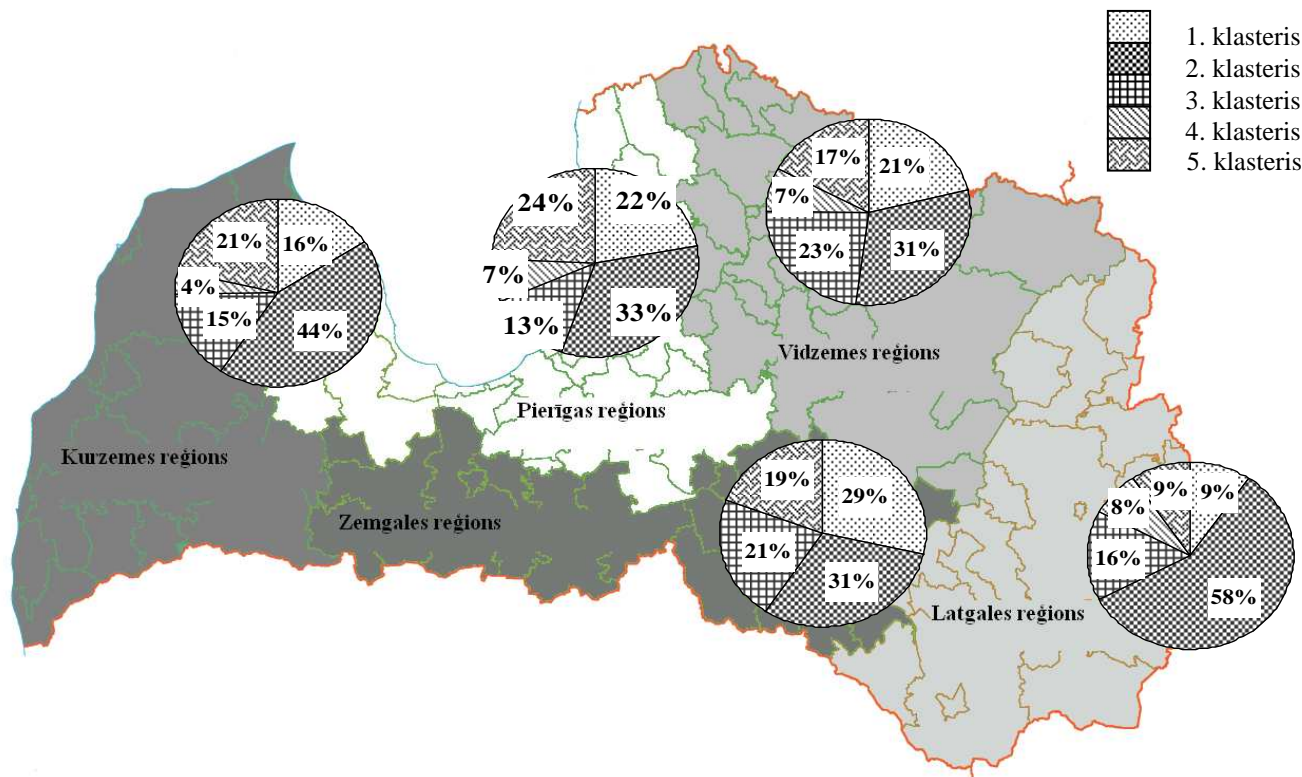 1. klasteris
2. klasteris
3. klasteris
4. klasteris
5. klasteris
17%
21%
7%
23%
31%
24%
22%
7%
13%
33%
21%
16%
4%
15%
44%
Vidzemes reģions
Pierīgas reģions
Kurzemes reģions
Zemgales reģions
19%
29%
21%
31%
9%
9%
8%
16%
58%
Latgales reģions